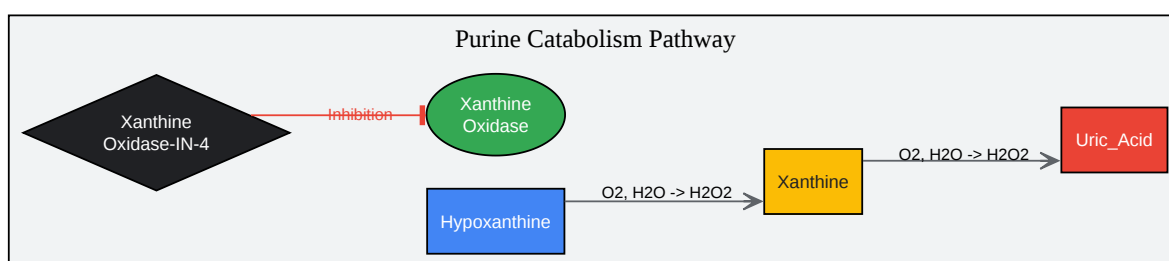 Purine Catabolism Pathway
Xanthine
Oxidase-IN-4
Inhibition
Xanthine
Oxidase
Hypoxanthine
O2, H2O -> H2O2
Xanthine
O2, H2O -> H2O2
Uric_Acid